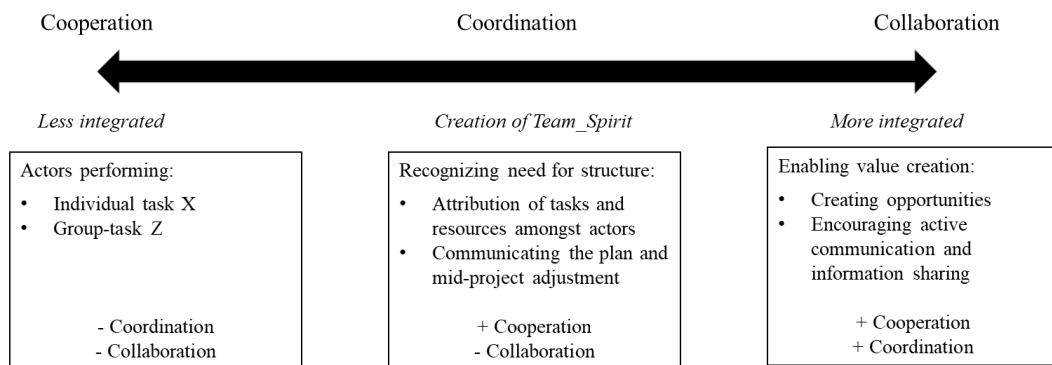 Cooperation
Coordination
Collaboration
Less integrated
Creation of Team_Spirit
More integrated
Actors performing:
• Individual task X
• Group-task Z
- Coordination
- Collaboration
Recognizing need for structure:
• Attribution of tasks and
resources amongst actors
• Communicating the plan and
mid-project adjustment
+ Cooperation
- Collaboration
Enabling value creation:
• Creating opportunities
• Encouraging active
communication and
information sharing
+ Cooperation
+ Coordination